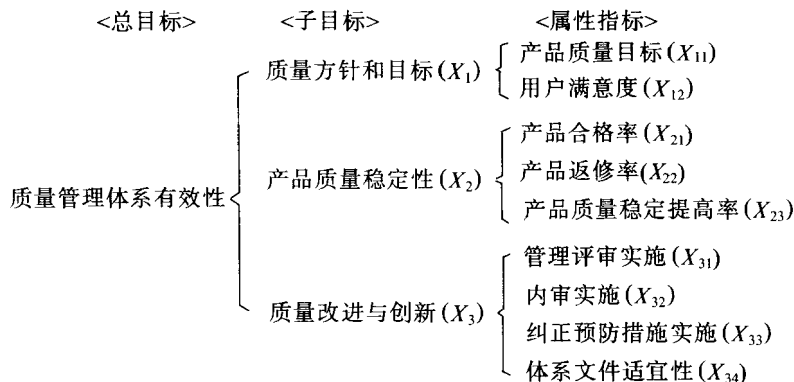 <总目标> <子目标> <属性指标>
质量方针和目标(X₁) 产品质量目标(X₁₁)
用户满意度(X₁₂)
产品合格率(X₂₁)
质量管理体系有效性 产品质量稳定性(X₂) 产品返修率(X₂₂)
产品质量稳定提高率(X₂₃)
管理评审实施(X₃₁)
质量改进与创新(X₃) 内审实施(X₃₂)
纠正预防措施实施(X₃₃)
体系文件适宜性(X₃₄)